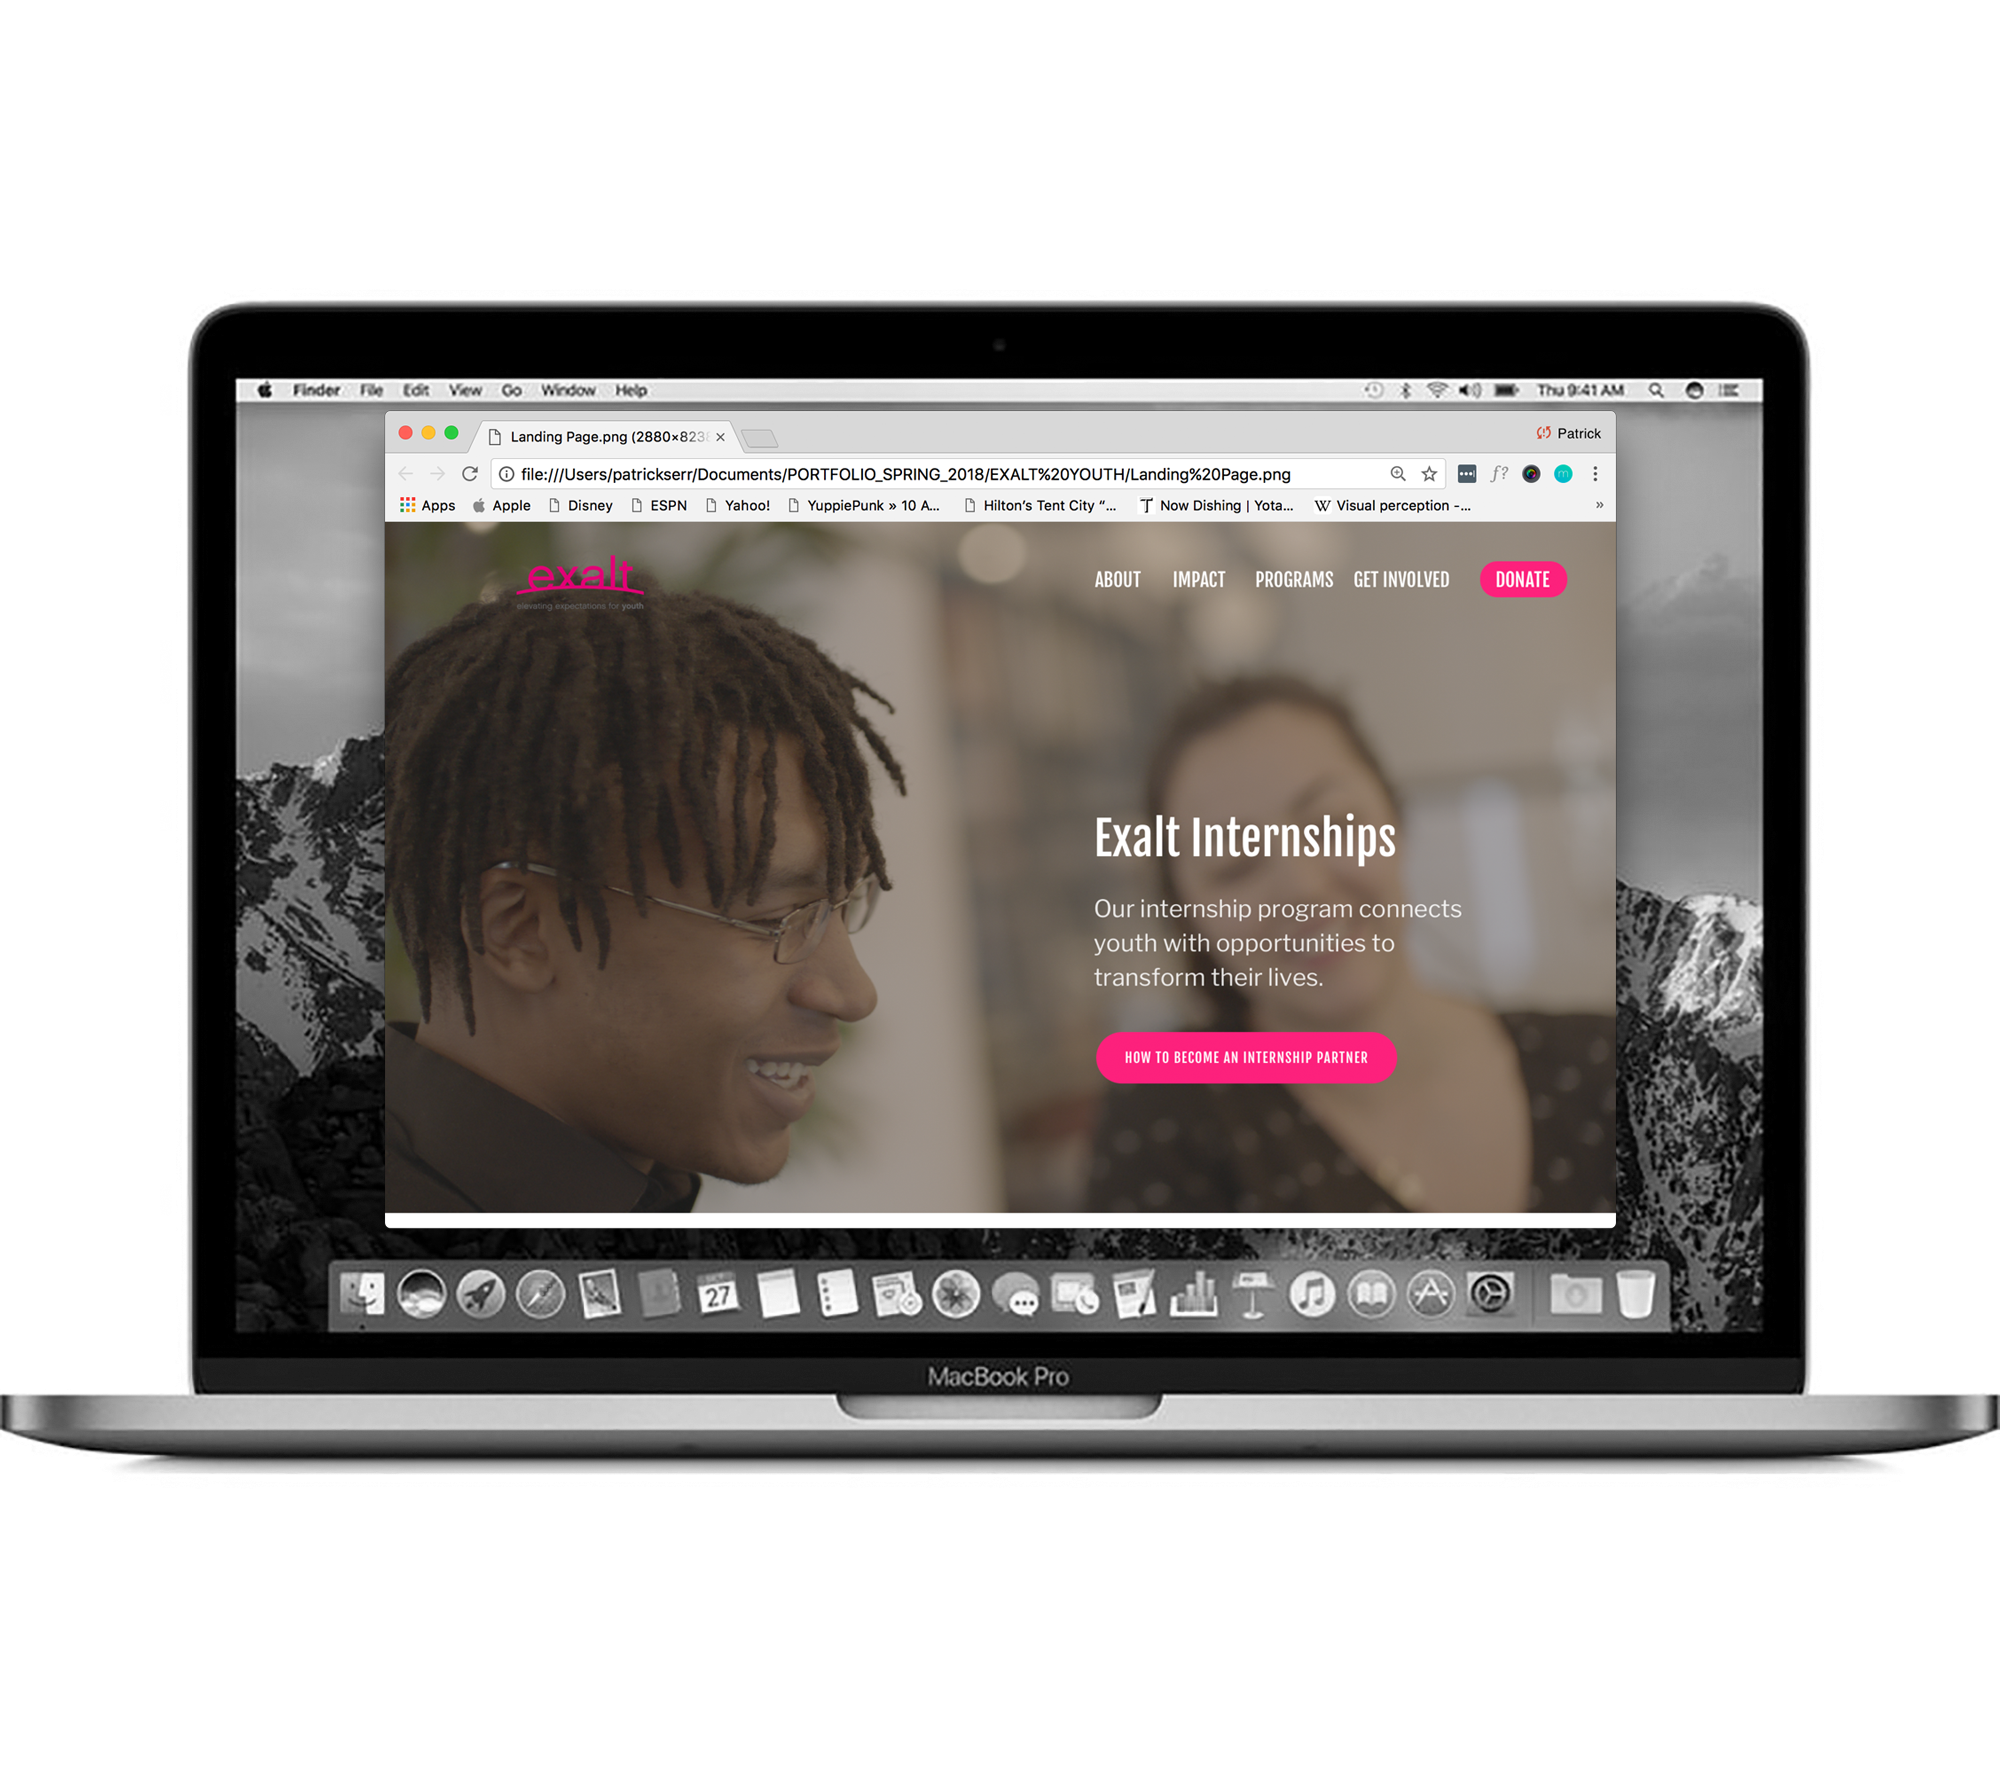 Finder File Edit View Go Window Help Thu 9:41 AM
Landing Page.png (2880×823 Patrick
file:///Users/patrickserr/Documents/PORTFOLIO_SPRING_2018/EXALT%20YOUTH/Landing%20Page.png f?
Apps Apple Disney ESPN Yahoo! YuppiePunk » 10 A... Hilton's Tent City “... Now Dishing | Yota... W Visual perception -... »
exalt
elevating expectations for youth
ABOUT IMPACT PROGRAMS GET INVOLVED DONATE
Exalt Internships
Our internship program connects
youth with opportunities to
transform their lives.
HOW TO BECOME AN INTERNSHIP PARTNER
27
MacBook Pro